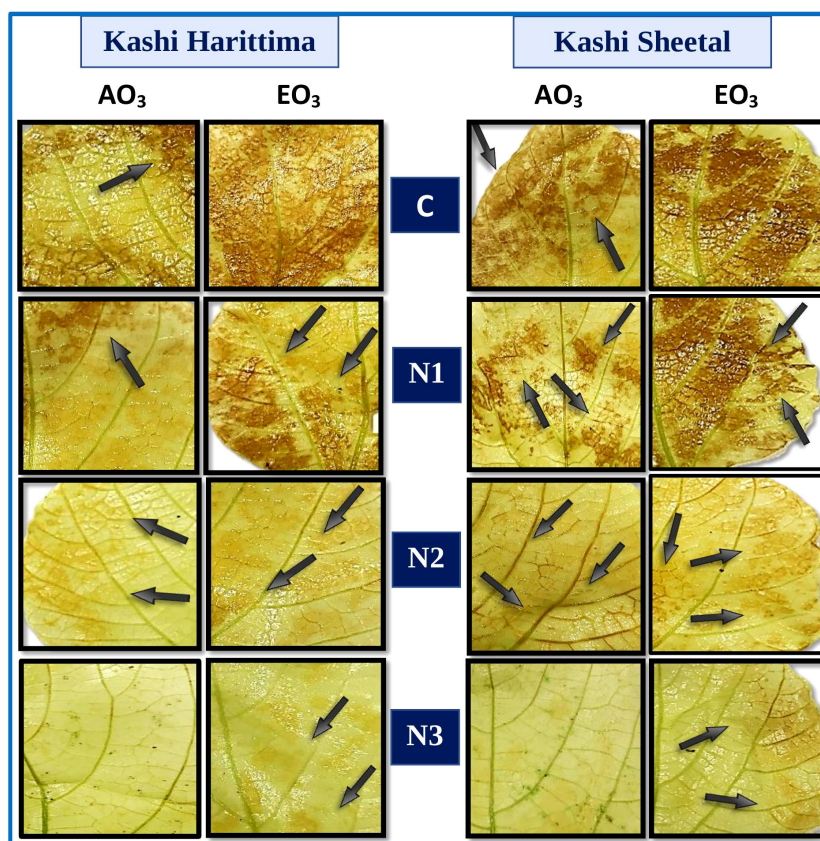 Kashi Harittima
Kashi Sheetal
AO₃ EO₃ AO₃ EO₃
C
N1
N2
N3